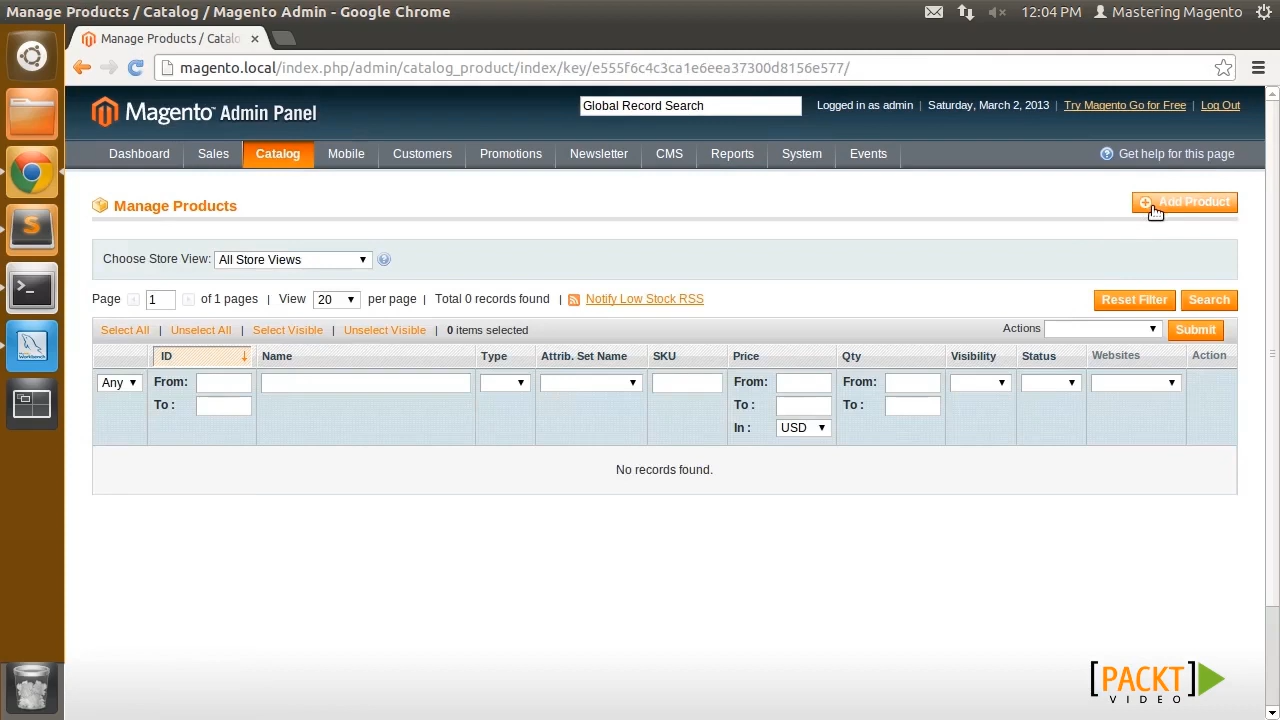 Manage Products / Catalog / Magento Admin - Google Chrome
12:04 PM
Mastering Magento
Manage Products / Catalo
magento.local/index.php/admin/catalog_product/index/key/e555f6c4c3ca1e6eea37300d8156e577/
Magento Admin Panel
Global Record Search
Logged in as admin | Saturday, March 2, 2013 | Try Magento Go for Free | Log Out
Dashboard Sales Catalog Mobile Customers Promotions Newsletter CMS Reports System Events
Get help for this page
Manage Products
Add Product
Choose Store View: All Store Views
Page 1 of 1 pages | View 20 per page | Total 0 records found | Notify Low Stock RSS
Reset Filter Search
Select All | Unselect All | Select Visible | Unselect Visible | 0 items selected
Actions Submit
ID Name Type Attrib. Set Name SKU Price Qty Visibility Status Websites Action
Any From: From: From:
To : To : To :
In : USD
No records found.
[PACKT]
VIDEO